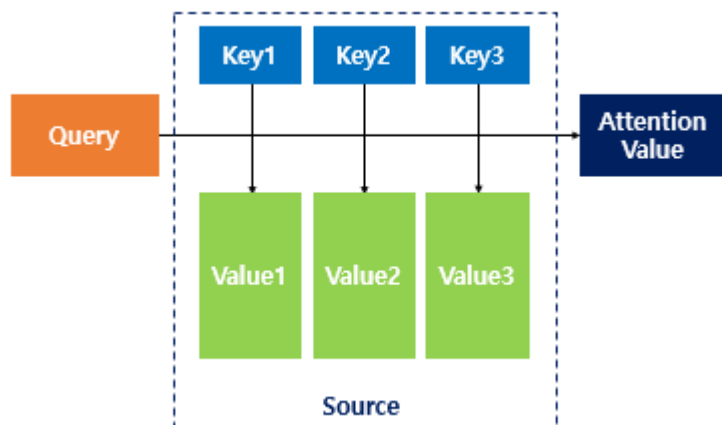 Key1 Key2 Key3
Query
Attention
Value
Value1 Value2 Value3
Source